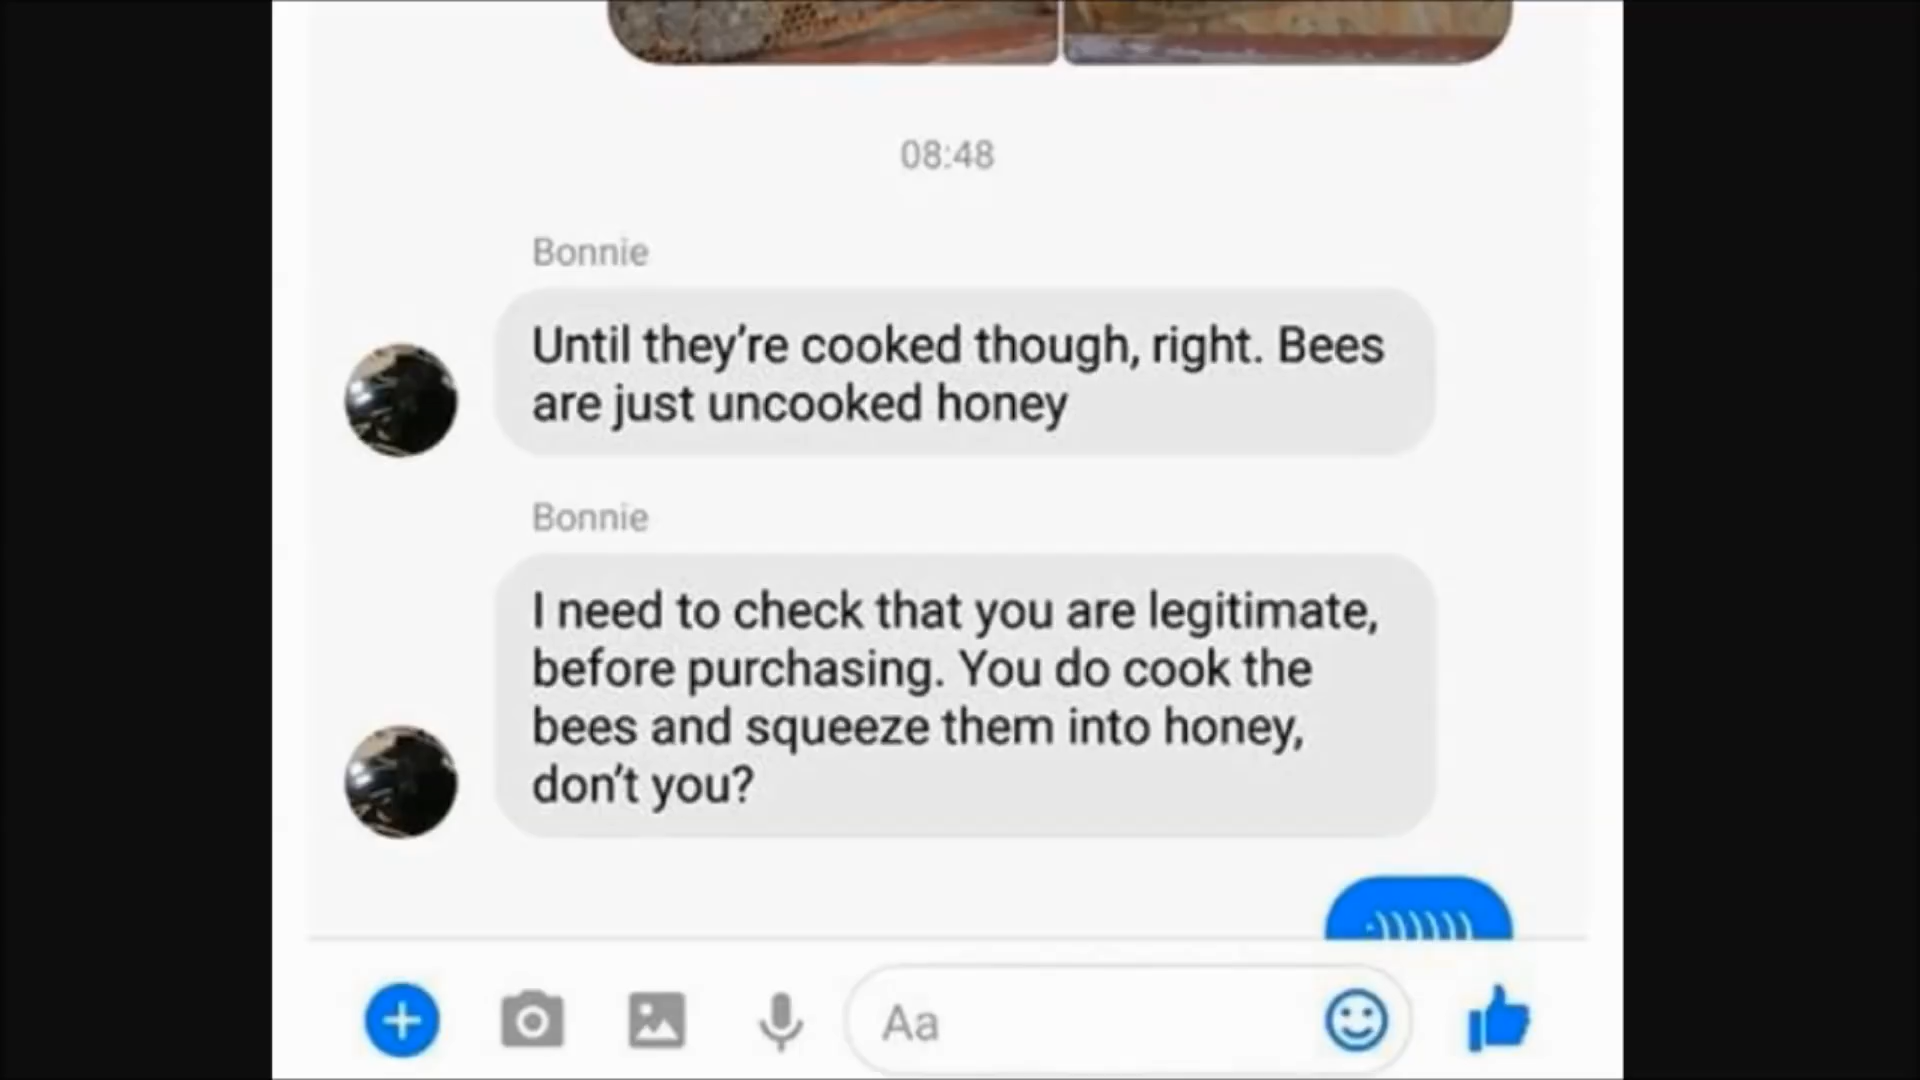 08:48
Bonnie
Until they’re cooked though, right. Bees
are just uncooked honey
Bonnie
I need to check that you are legitimate,
before purchasing. You do cook the
bees and squeeze them into honey,
don’t you?
:))))))
Aa